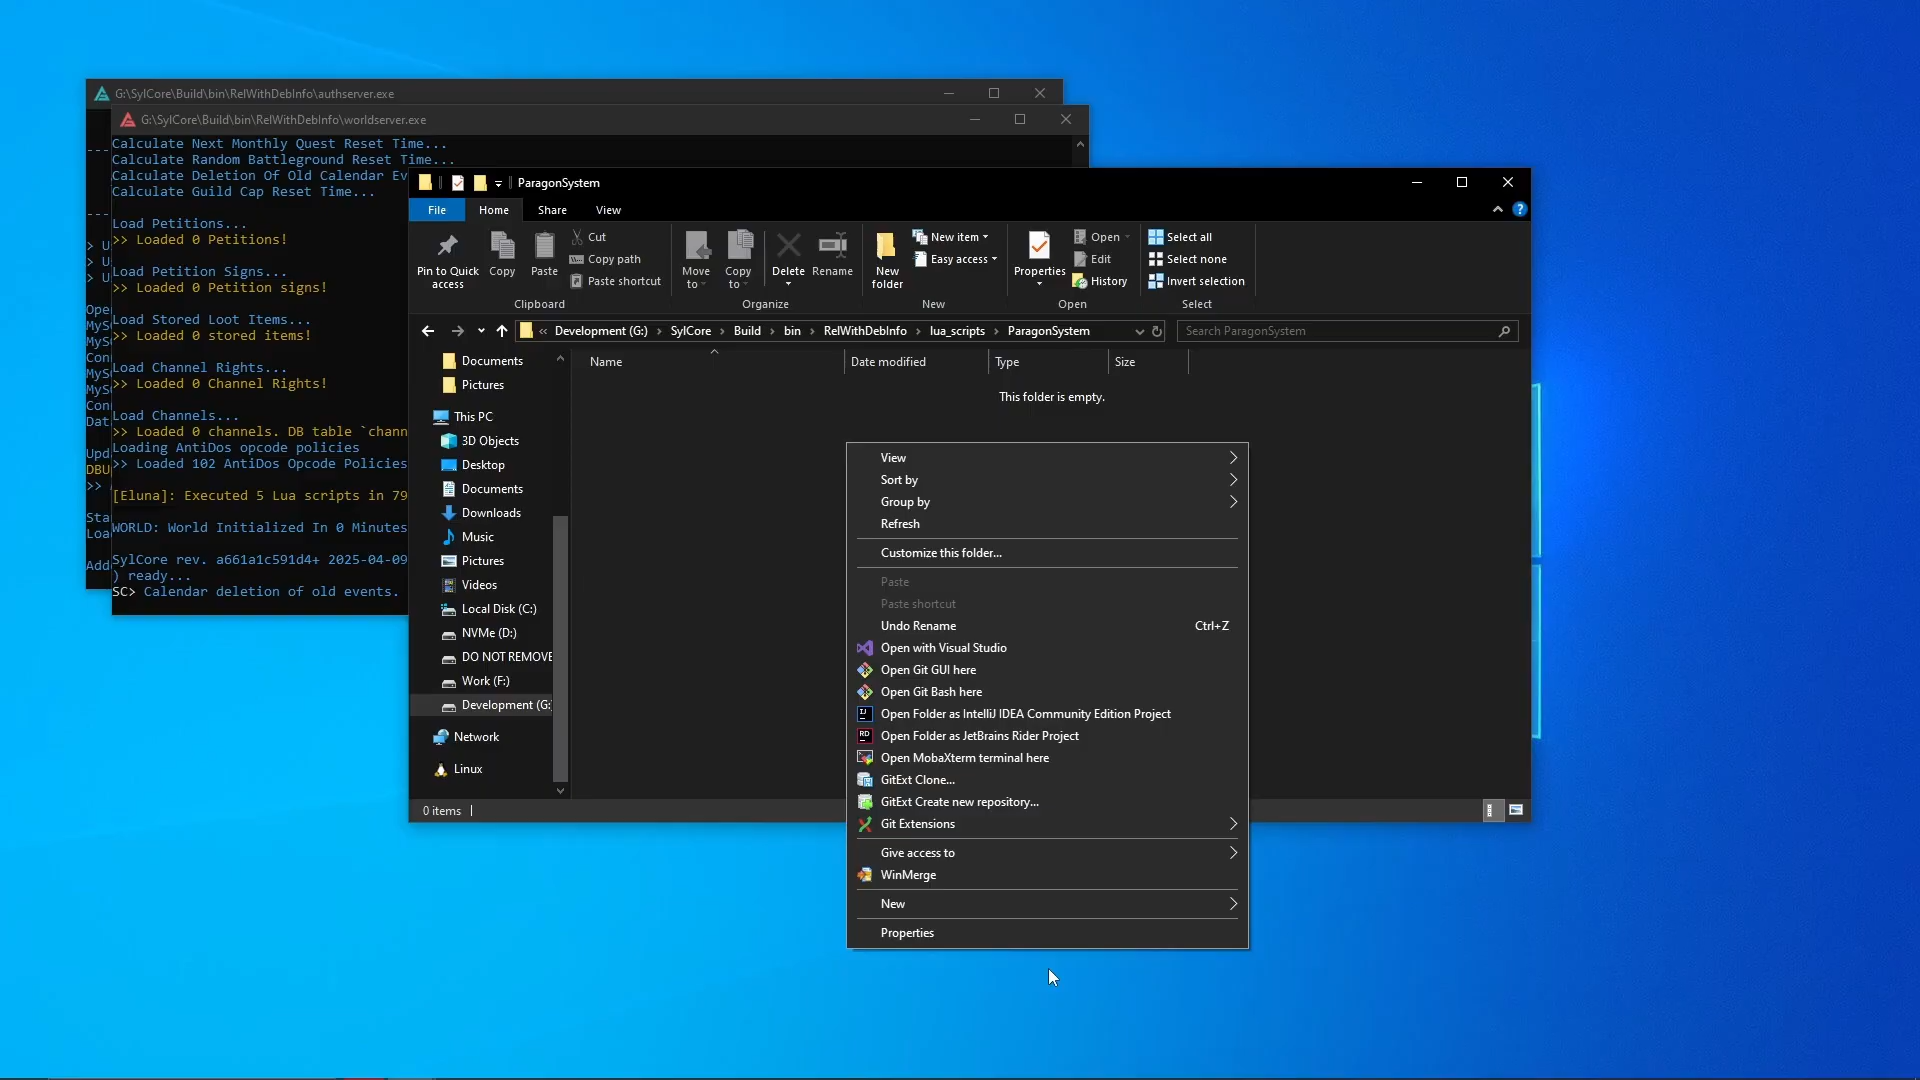 G:\SylCore\Build\bin\RelWithDebInfo\authserver.exe
G:\SylCore\Build\bin\RelWithDebInfo\worldserver.exe
Calculate Next Monthly Quest Reset Time...
Calculate Random Battleground Reset Time...
Calculate Deletion Of Old Calendar Ev
Calculate Guild Cap Reset Time...
Load Petitions...
>> Loaded 0 Petitions!
Load Petition Signs...
>> Loaded 0 Petition signs!
Load Stored Loot Items...
>> Loaded 0 stored items!
Load Channel Rights...
>> Loaded 0 Channel Rights!
Load Channels...
>> Loaded 0 channels. DB table `chann
Loading AntiDos opcode policies
>> Loaded 102 AntiDos Opcode Policies
[Eluna]: Executed 5 Lua scripts in 79
WORLD: World Initialized In 0 Minutes
SylCore rev. a661a1c591d4+ 2025-04-09
) ready...
SC> Calendar deletion of old events.
ParagonSystem
File Home Share View
Pin to Quick access
Copy
Paste
Cut
Copy path
Paste shortcut
Clipboard
Move to
Copy to
Delete
Rename
Organize
New folder
New item
Easy access
New
Properties
Open
Edit
History
Open
Select all
Select none
Invert selection
Select
« Development (G:) › SylCore › Build › bin › RelWithDebInfo › lua_scripts › ParagonSystem
Search ParagonSystem
Documents
Pictures
This PC
3D Objects
Desktop
Documents
Downloads
Music
Pictures
Videos
Local Disk (C:)
NVMe (D:)
DO NOT REMOVE
Work (F:)
Development (G:
Network
Linux
Name Date modified Type Size
This folder is empty.
0 items
View
Sort by
Group by
Refresh
Customize this folder...
Paste
Paste shortcut
Undo Rename Ctrl+Z
Open with Visual Studio
Open Git GUI here
Open Git Bash here
Open Folder as IntelliJ IDEA Community Edition Project
Open Folder as JetBrains Rider Project
Open MobaXterm terminal here
GitExt Clone...
GitExt Create new repository...
Git Extensions
Give access to
WinMerge
New
Properties